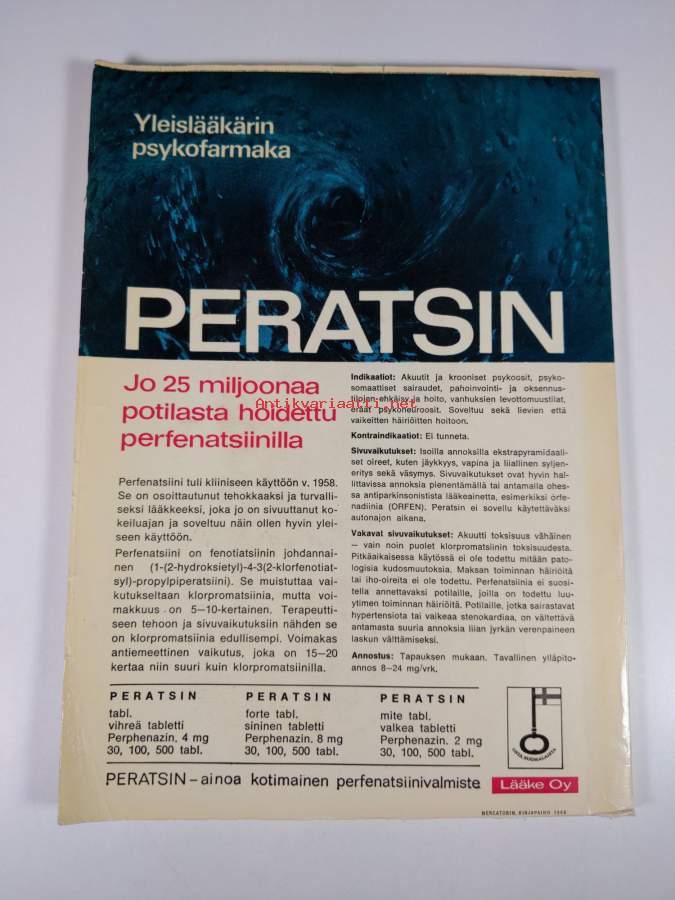 Yleislääkärin
psykofarmaka
PERATSIN
Jo 25 miljoonaa
potilasta hoidettu
perfenatsiinilla
Antikvariaatti.net
Perfenatsiini tuli kliiniseen käyttöön v. 1958.
Se on osoittautunut tehokkaaksi ja turvalli-
seksi lääkkeeksi, joka jo on sivuuttanut ko-
keiluajan ja soveltuu näin ollen hyvin ylei-
seen käyttöön.
Perfenatsiini on fenotiatsiinin johdannai-
nen (1-(2-hydroksietyl)-4-3(2-klorfenotiat-
syl)-propylpiperatsiini). Se muistuttaa vai-
kutukseltaan klorpromatsiinia, mutta voi-
makkuus on 5–10-kertainen. Terapeutti-
seen tehoon ja sivuvaikutuksiin nähden se
on klorpromatsiinia edullisempi. Voimakas
antiemeettinen vaikutus, joka on 15–20
kertaa niin suuri kuin klorpromatsiinilla.
Indikaatiot: Akuutit ja krooniset psykoosit, psyko-
somaattiset sairaudet, pahoinvointi- ja oksennus-
tilojen ehkäisy ja hoito, vanhuksien levottomuustilat,
eräät psykoneuroosit. Soveltuu sekä lievien että
vaikeitten häiriöitten hoitoon.
Kontraindikaatiot: Ei tunneta.
Sivuvaikutukset: Isoilla annoksilla ekstrapyramidaali-
set oireet, kuten jäykkyys, vapina ja liiallinen syljen-
eritys sekä väsymys. Sivuvaikutukset ovat hyvin hal-
littavissa annoksia pienentämällä tai antamalla ohes-
sa antiparkinsonistista lääkeainetta, esimerkiksi orfe-
nadiinia (ORFEN). Peratsin ei sovellu käytettäväksi
autonajon aikana.
Vakavat sivuvaikutukset: Akuutti toksisuus vähäinen
— vain noin puolet klorpromatsiinin toksisuudesta.
Pitkäaikaisessa käytössä ei ole todettu mitään pato-
logisia kudosmuutoksia. Maksan toiminnan häiriöitä
tai iho-oireita ei ole todettu. Perfenatsiinia ei suosi-
tella annettavaksi potilaille, joilla on todettu luu-
ytimen toiminnan häiriöitä. Potilaille, jotka sairastavat
hypertensiota tai vaikeaa stenokardiaa, on vältettävä
antamasta suuria annoksia liian jyrkän verenpaineen
laskun välttämiseksi.
Annostus: Tapauksen mukaan. Tavallinen ylläpito-
annos 8–24 mg/vrk.
PERATSIN
tabl.
vihreä tabletti
Perphenazin. 4 mg
30, 100, 500 tabl.
PERATSIN
forte tabl.
sininen tabletti
Perphenazin. 8 mg
30, 100, 500 tabl.
PERATSIN
mite tabl.
valkea tabletti
Perphenazin. 2 mg
30, 100, 500 tabl.
OSTA SUOMALAISTA
PERATSIN – ainoa kotimainen perfenatsiinivalmiste
Lääke Oy
MERCATORIN KIRJAPAINO